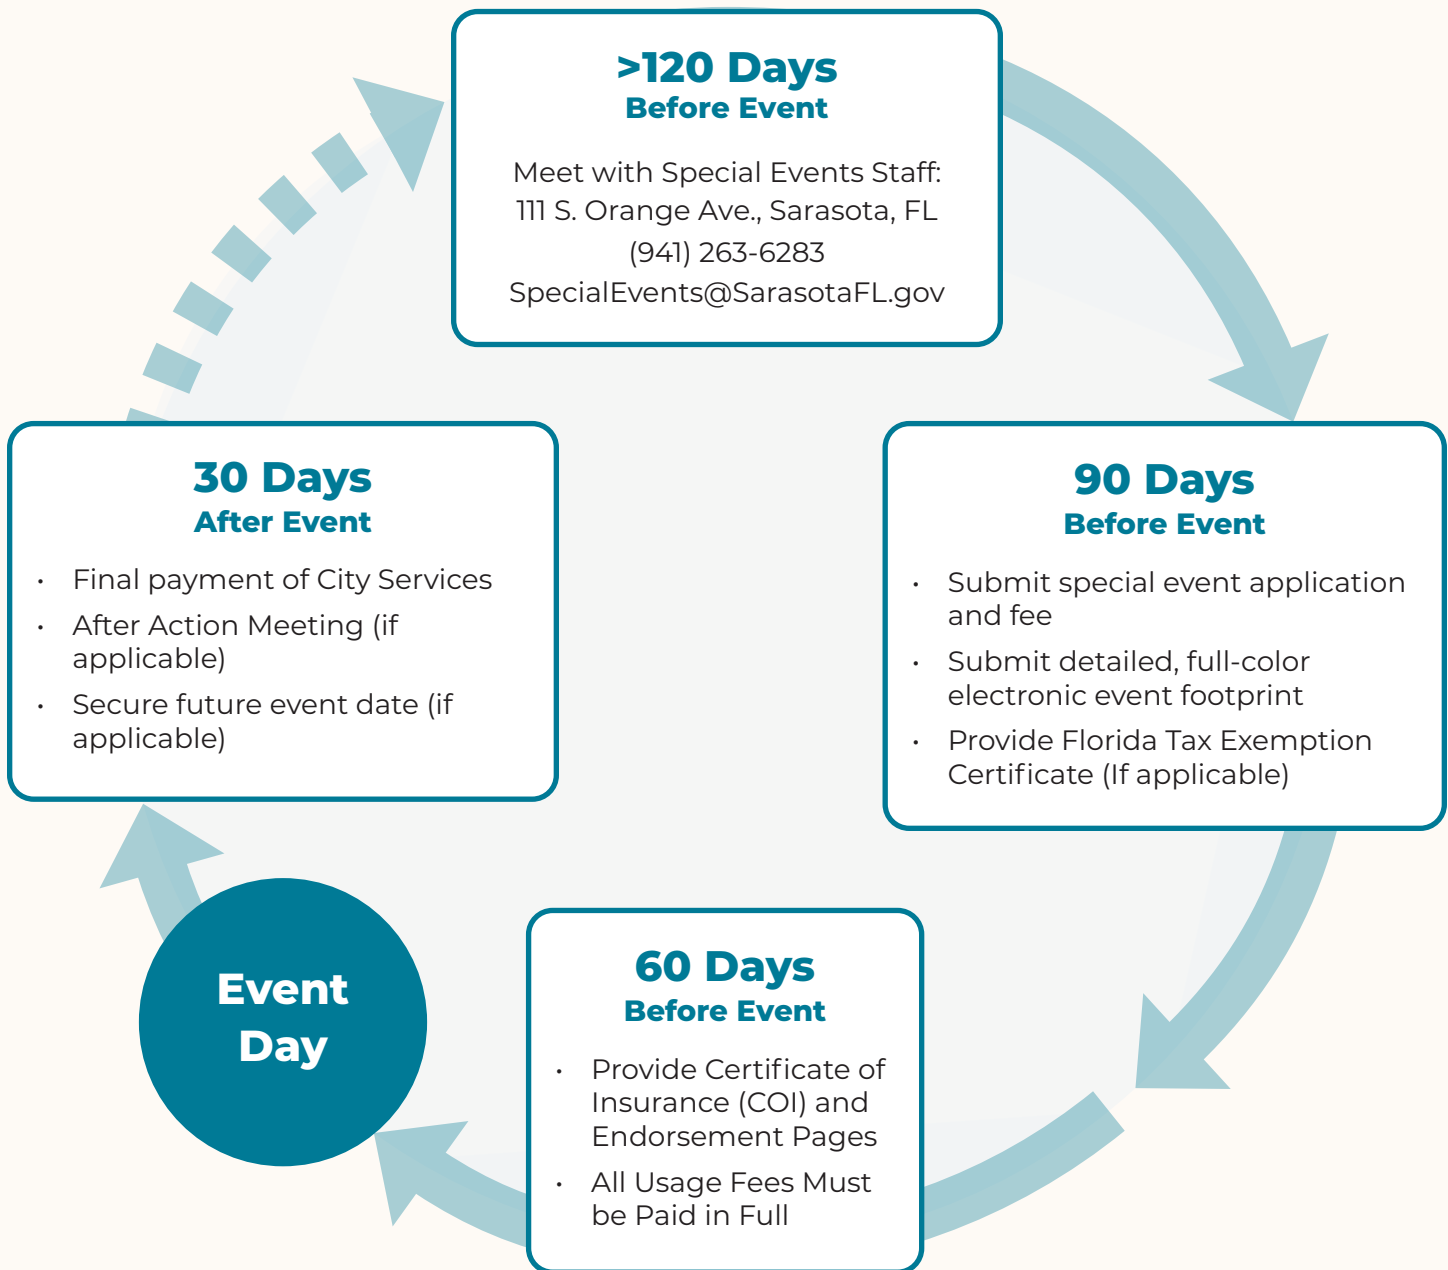 >120 Days
Before Event
Meet with Special Events Staff:
111 S. Orange Ave., Sarasota, FL
(941) 263-6283
SpecialEvents@SarasotaFL.gov
90 Days
Before Event
• Submit special event application
and fee
• Submit detailed, full-color
electronic event footprint
• Provide Florida Tax Exemption
Certificate (If applicable)
60 Days
Before Event
• Provide Certificate of
Insurance (COI) and
Endorsement Pages
• All Usage Fees Must
be Paid in Full
Event
Day
30 Days
After Event
• Final payment of City Services
• After Action Meeting (if
applicable)
• Secure future event date (if
applicable)